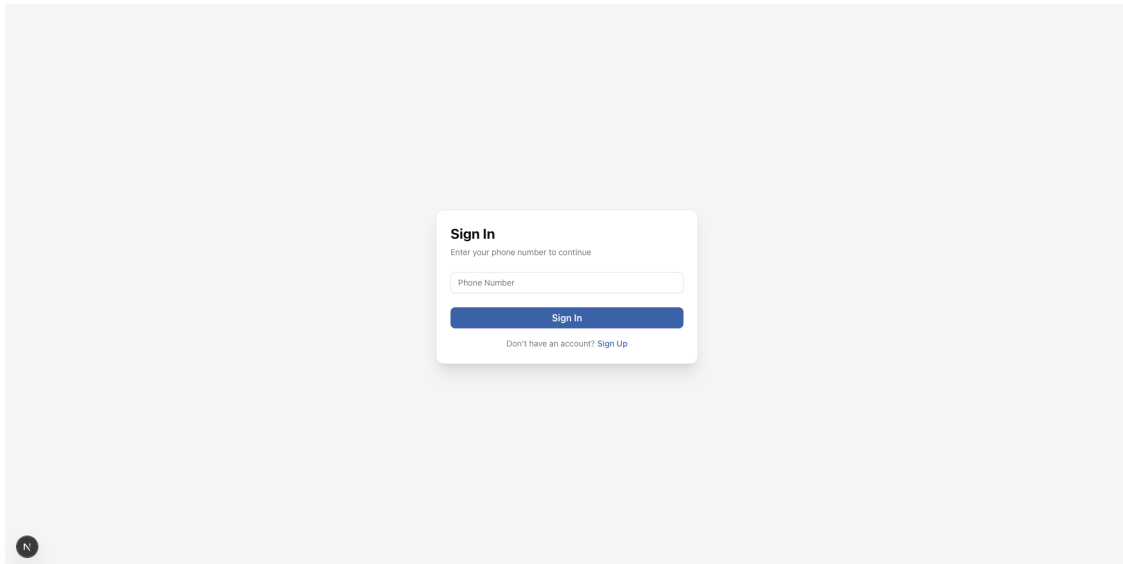 Sign In
Enter your phone number to continue
Phone Number
Sign In
Don't have an account? Sign Up
N